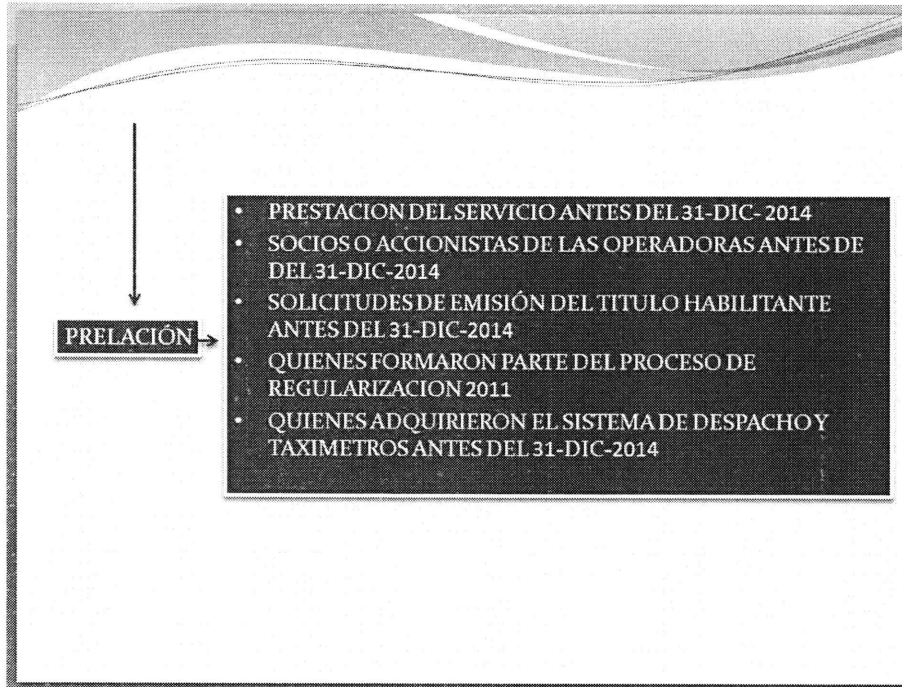 • PRESTACION DEL SERVICIO ANTES DEL 31-DIC- 2014
• SOCIOS O ACCIONISTAS DE LAS OPERADORAS ANTES DE
DEL 31-DIC-2014
• SOLICITUDES DE EMISIÓN DEL TITULO HABILITANTE
ANTES DEL 31-DIC-2014
PRELACIÓN
• QUIENES FORMARON PARTE DEL PROCESO DE
REGULARIZACION 2011
• QUIENES ADQUIRIERON EL SISTEMA DE DESPACHO Y
TAXIMETROS ANTES DEL 31-DIC-2014